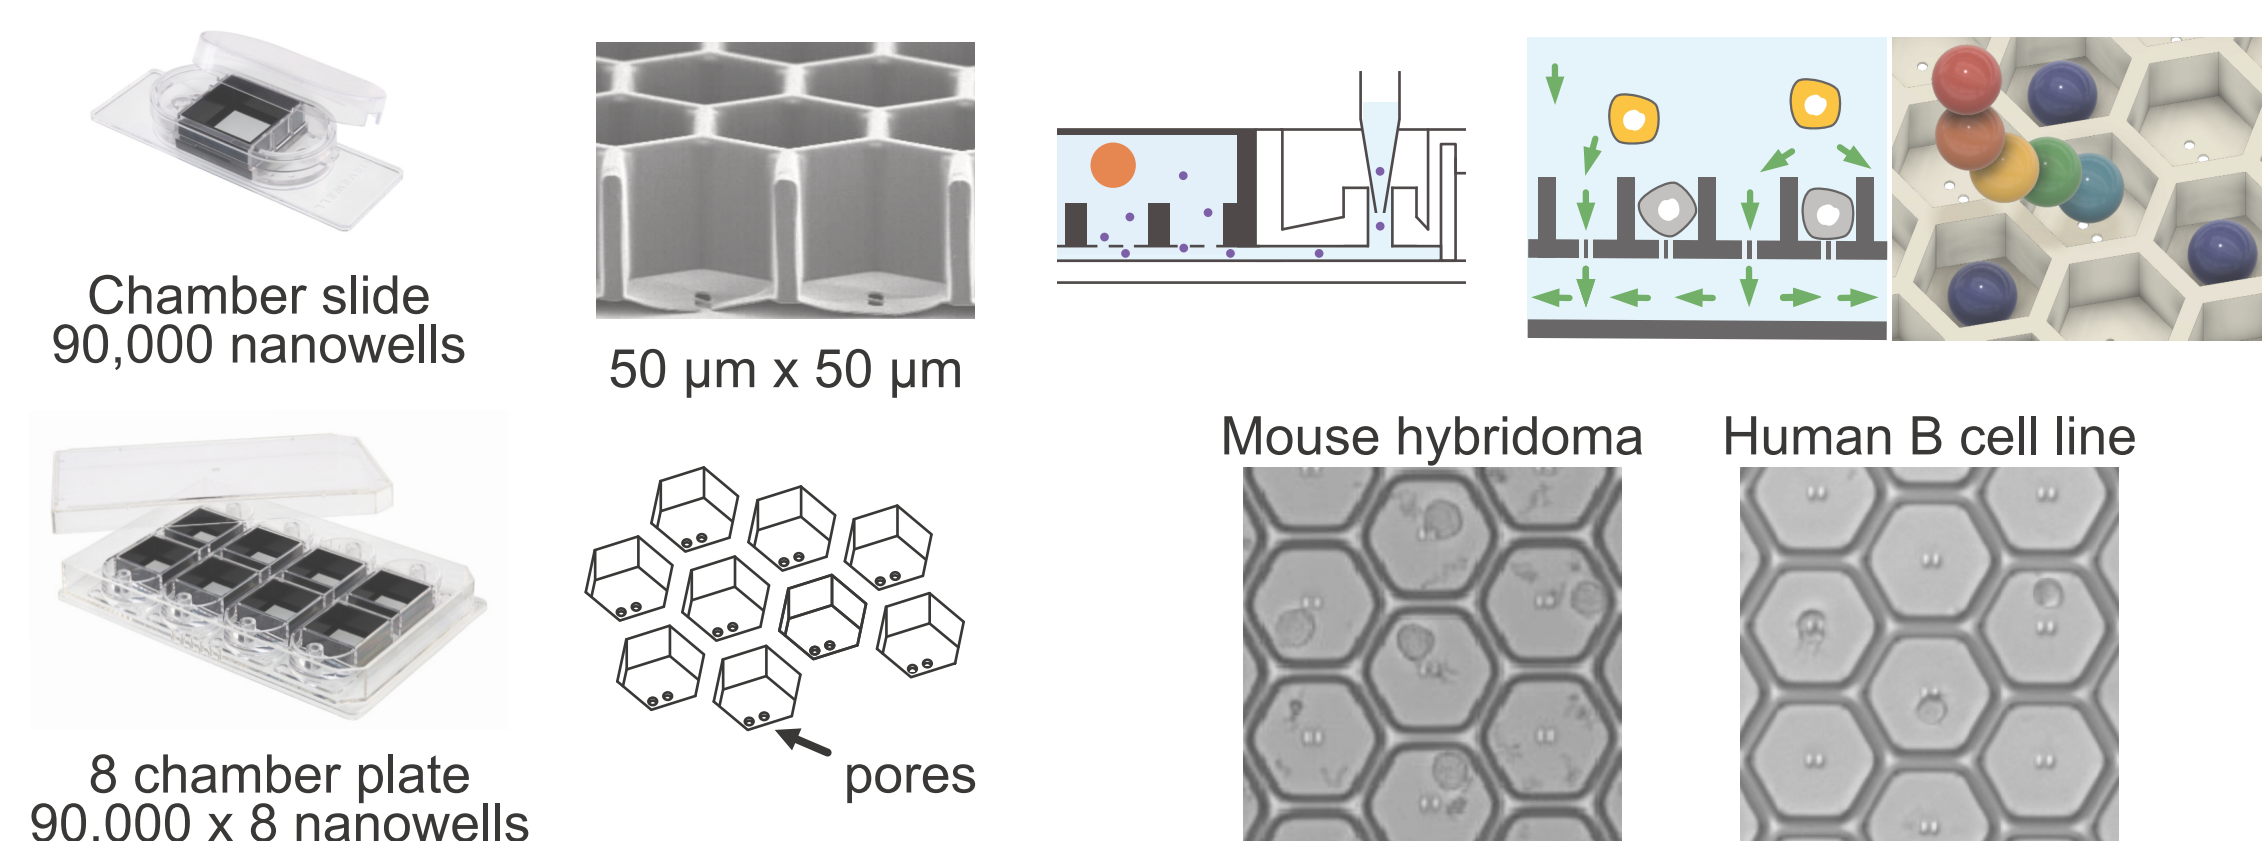 Chamber slide
90,000 nanowells
50 µm x 50 µm
8 chamber plate
90.000 x 8 nanowells
pores
Mouse hybridoma
Human B cell line